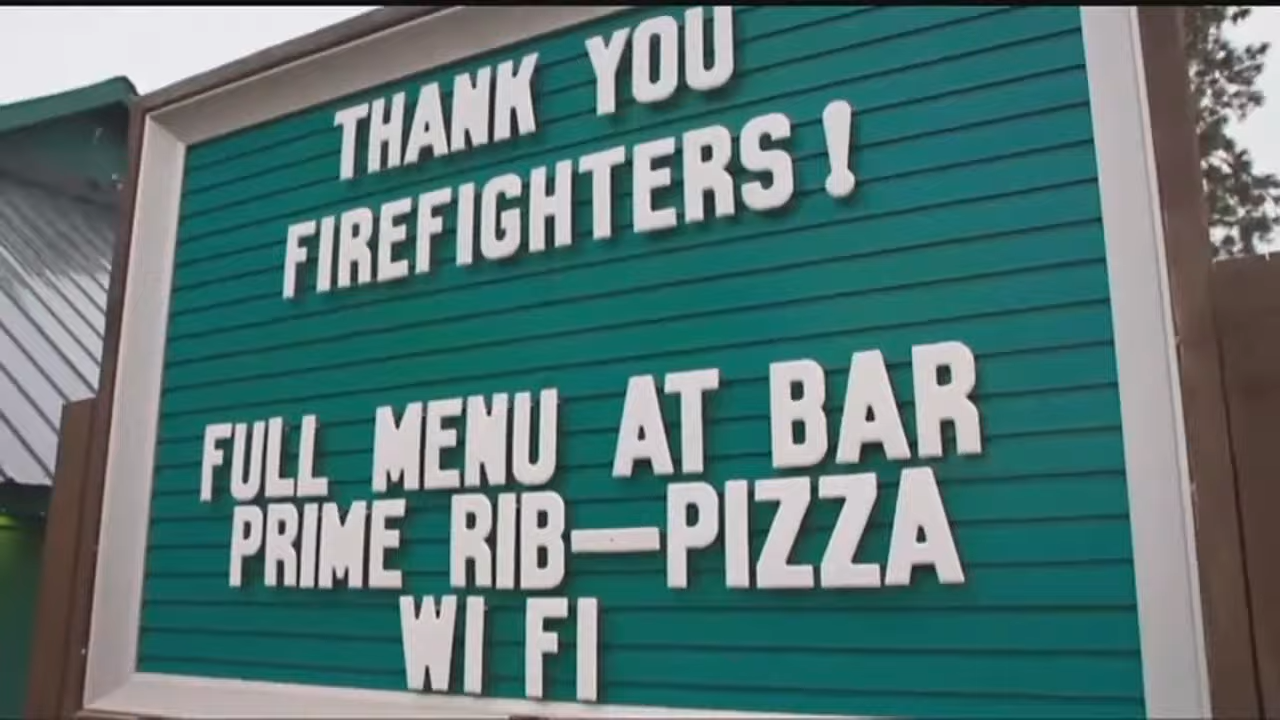 THANK YOU
FIREFIGHTERS!
FULL MENU AT BAR
PRIME RIB—PIZZA
WI FI